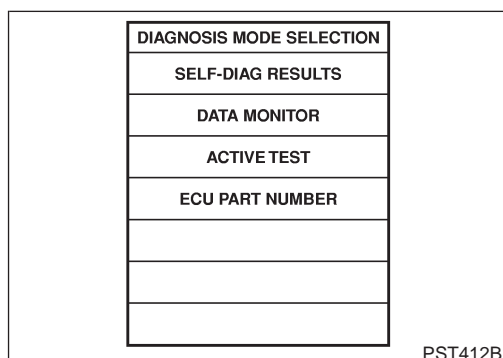 DIAGNOSIS MODE SELECTION
SELF-DIAG RESULTS
DATA MONITOR
ACTIVE TEST
ECU PART NUMBER
PST412B